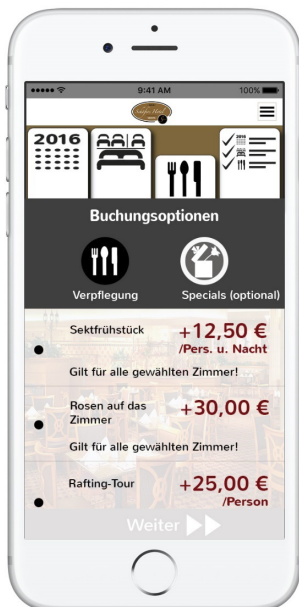 9:41 AM
100%
2016
2016
Buchungsoptionen
Verpflegung
Specials (optional)
Sektfrühstück
+12,50 €
/Pers. u. Nacht
Gilt für alle gewählten Zimmer!
Rosen auf das
Zimmer
+30,00 €
Gilt für alle gewählten Zimmer!
Rafting-Tour
+25,00 €
/Person
Weiter